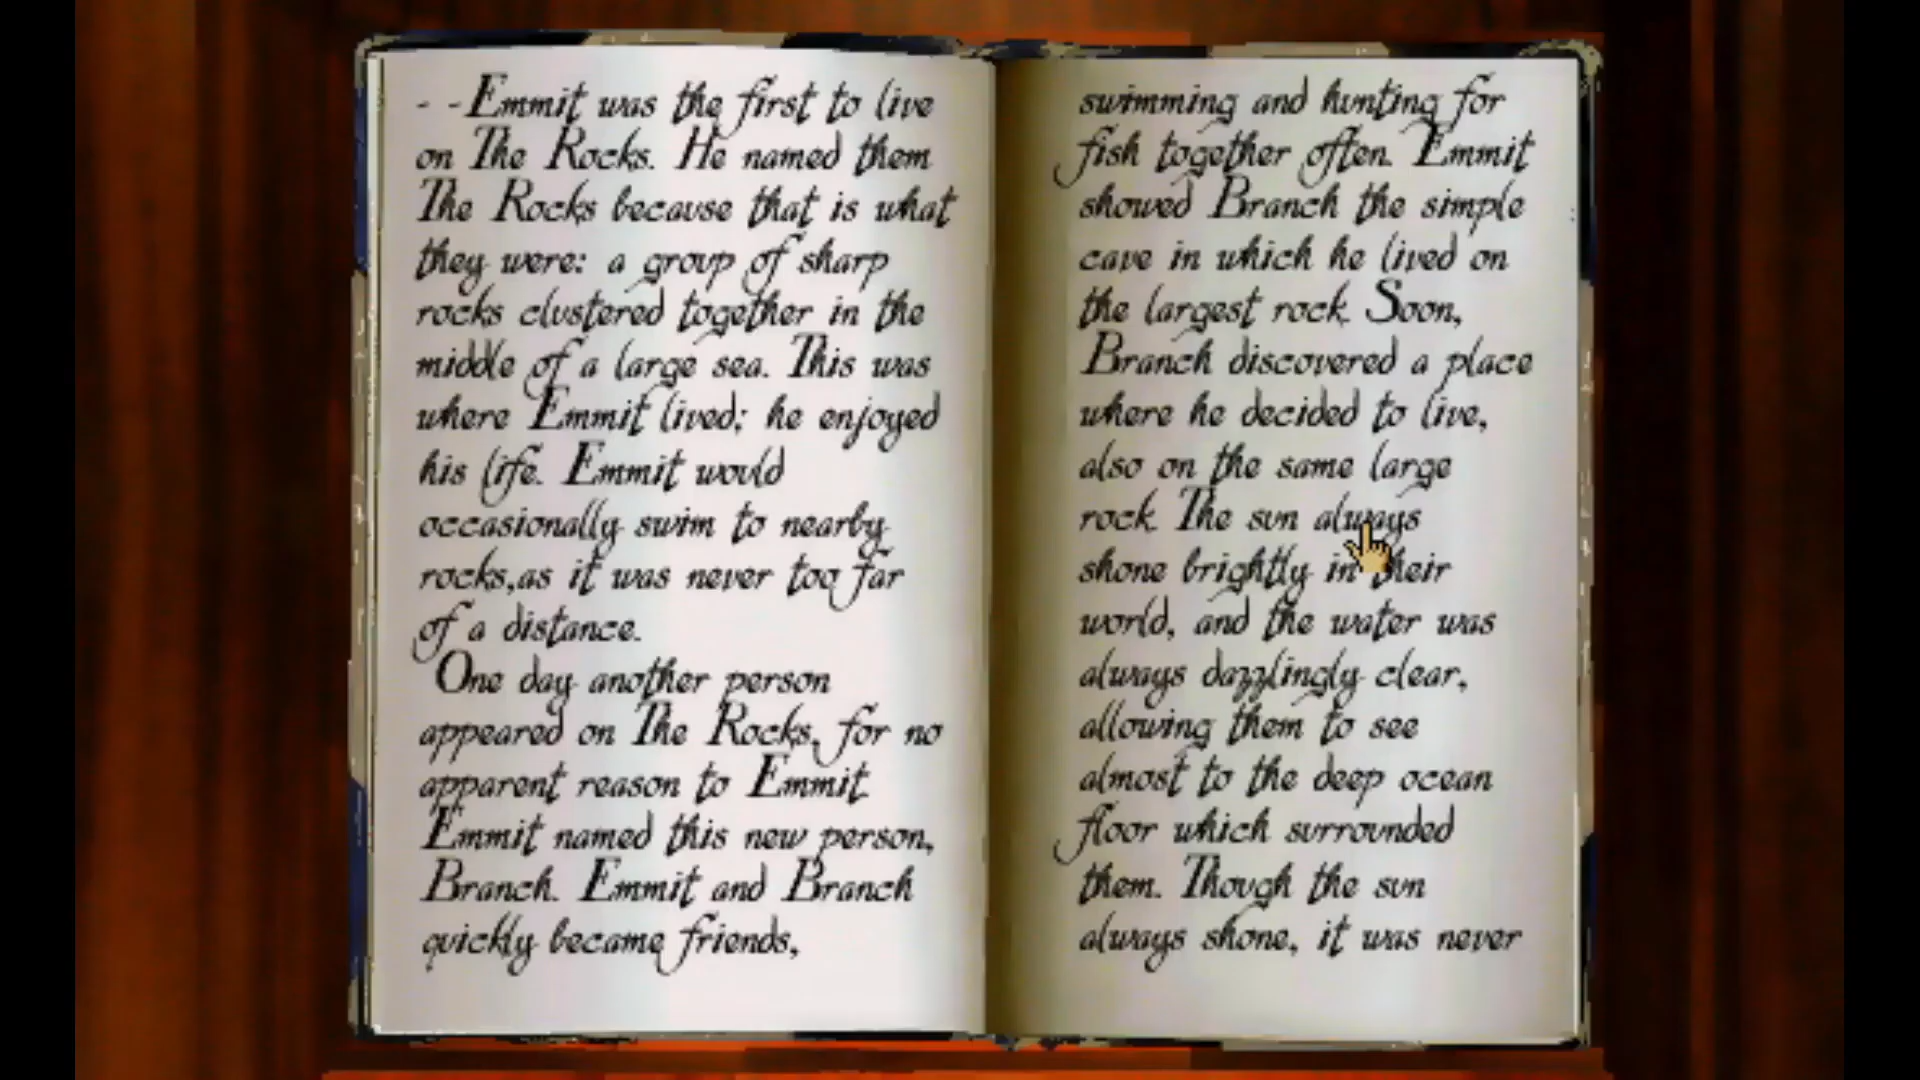 - -Emmit was the first to live
on The Rocks. He named them
The Rocks because that is what
they were: a group of sharp
rocks clustered together in the
middle of a large sea. This was
where Emmit lived; he enjoyed
his life. Emmit would
occasionally swim to nearby
rocks,as it was never too far
of a distance.
One day another person
appeared on The Rocks, for no
apparent reason to Emmit
Emmit named this new person,
Branch. Emmit and Branch
quickly became friends,
swimming and hunting for
fish together often. Emmit
showed Branch the simple
cave in which he lived on
the largest rock. Soon,
Branch discovered a place
where he decided to live,
also on the same large
rock. The sun always
shone brightly in their
world, and the water was
always dazzlingly clear,
allowing them to see
almost to the deep ocean
floor which surrounded
them. Though the sun
always shone, it was never